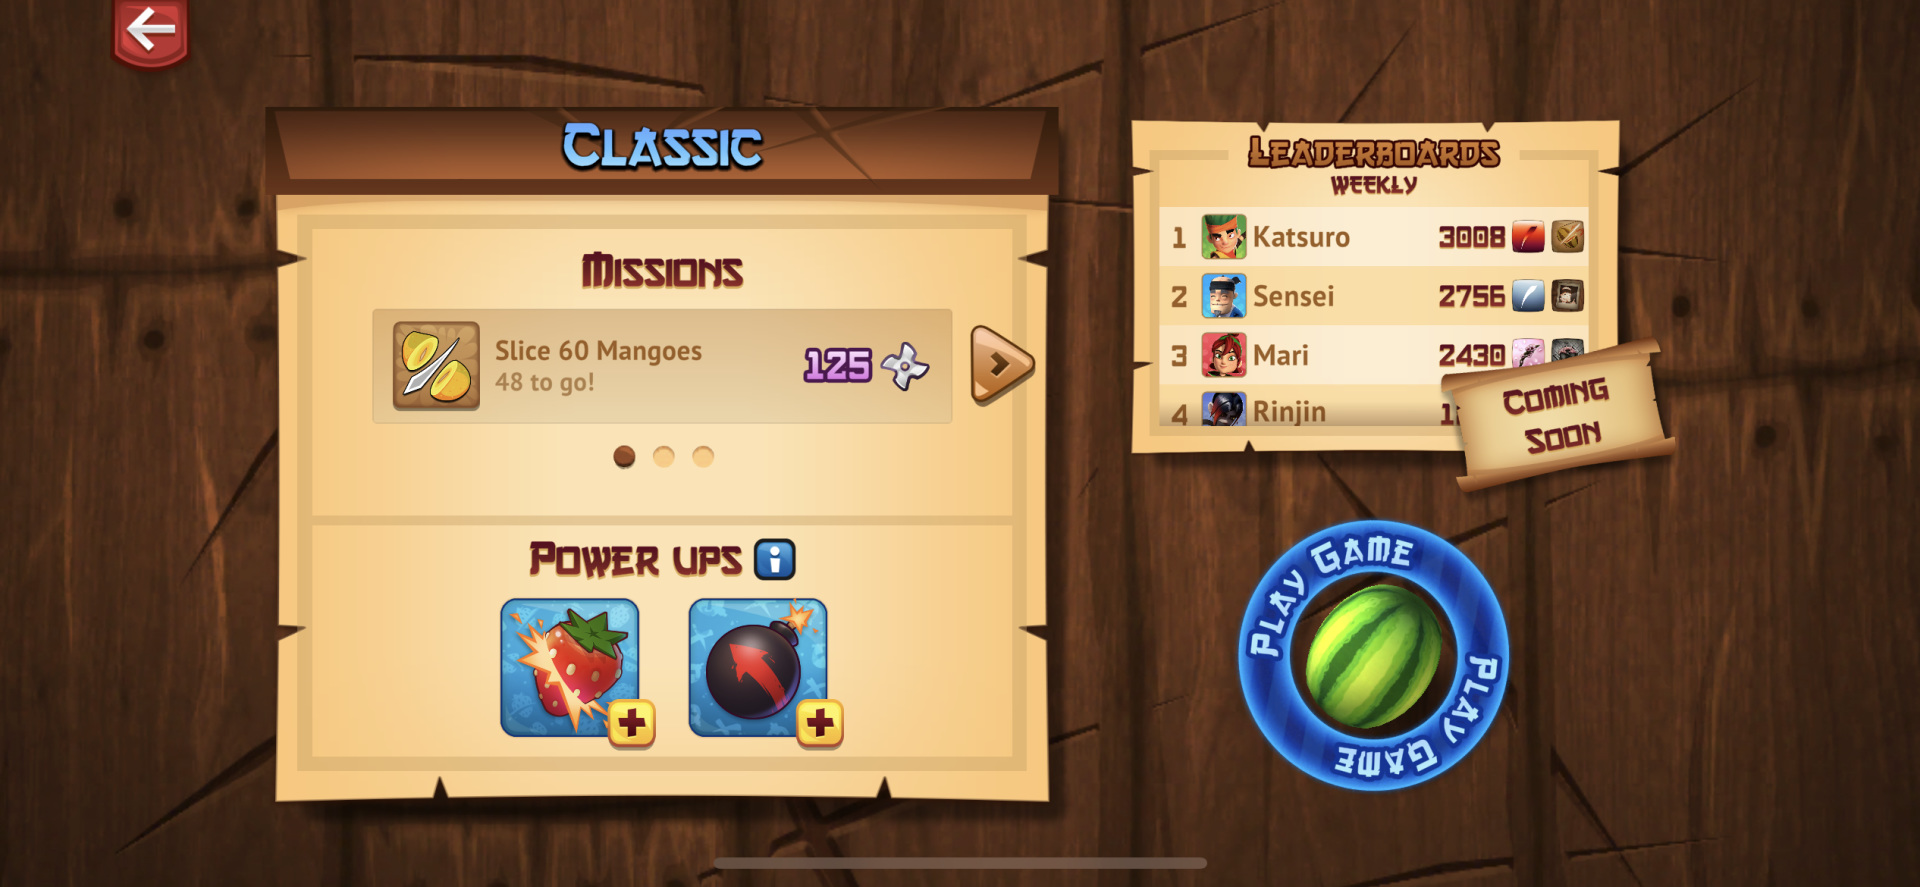 Classic
Missions
Slice 60 Mangoes
48 to go!
125
Power ups
Leaderboards
Weekly
1 Katsuro 3008
2 Sensei 2756
3 Mari 2430
4 Rinjin
Coming
Soon
Play Game
Play Game